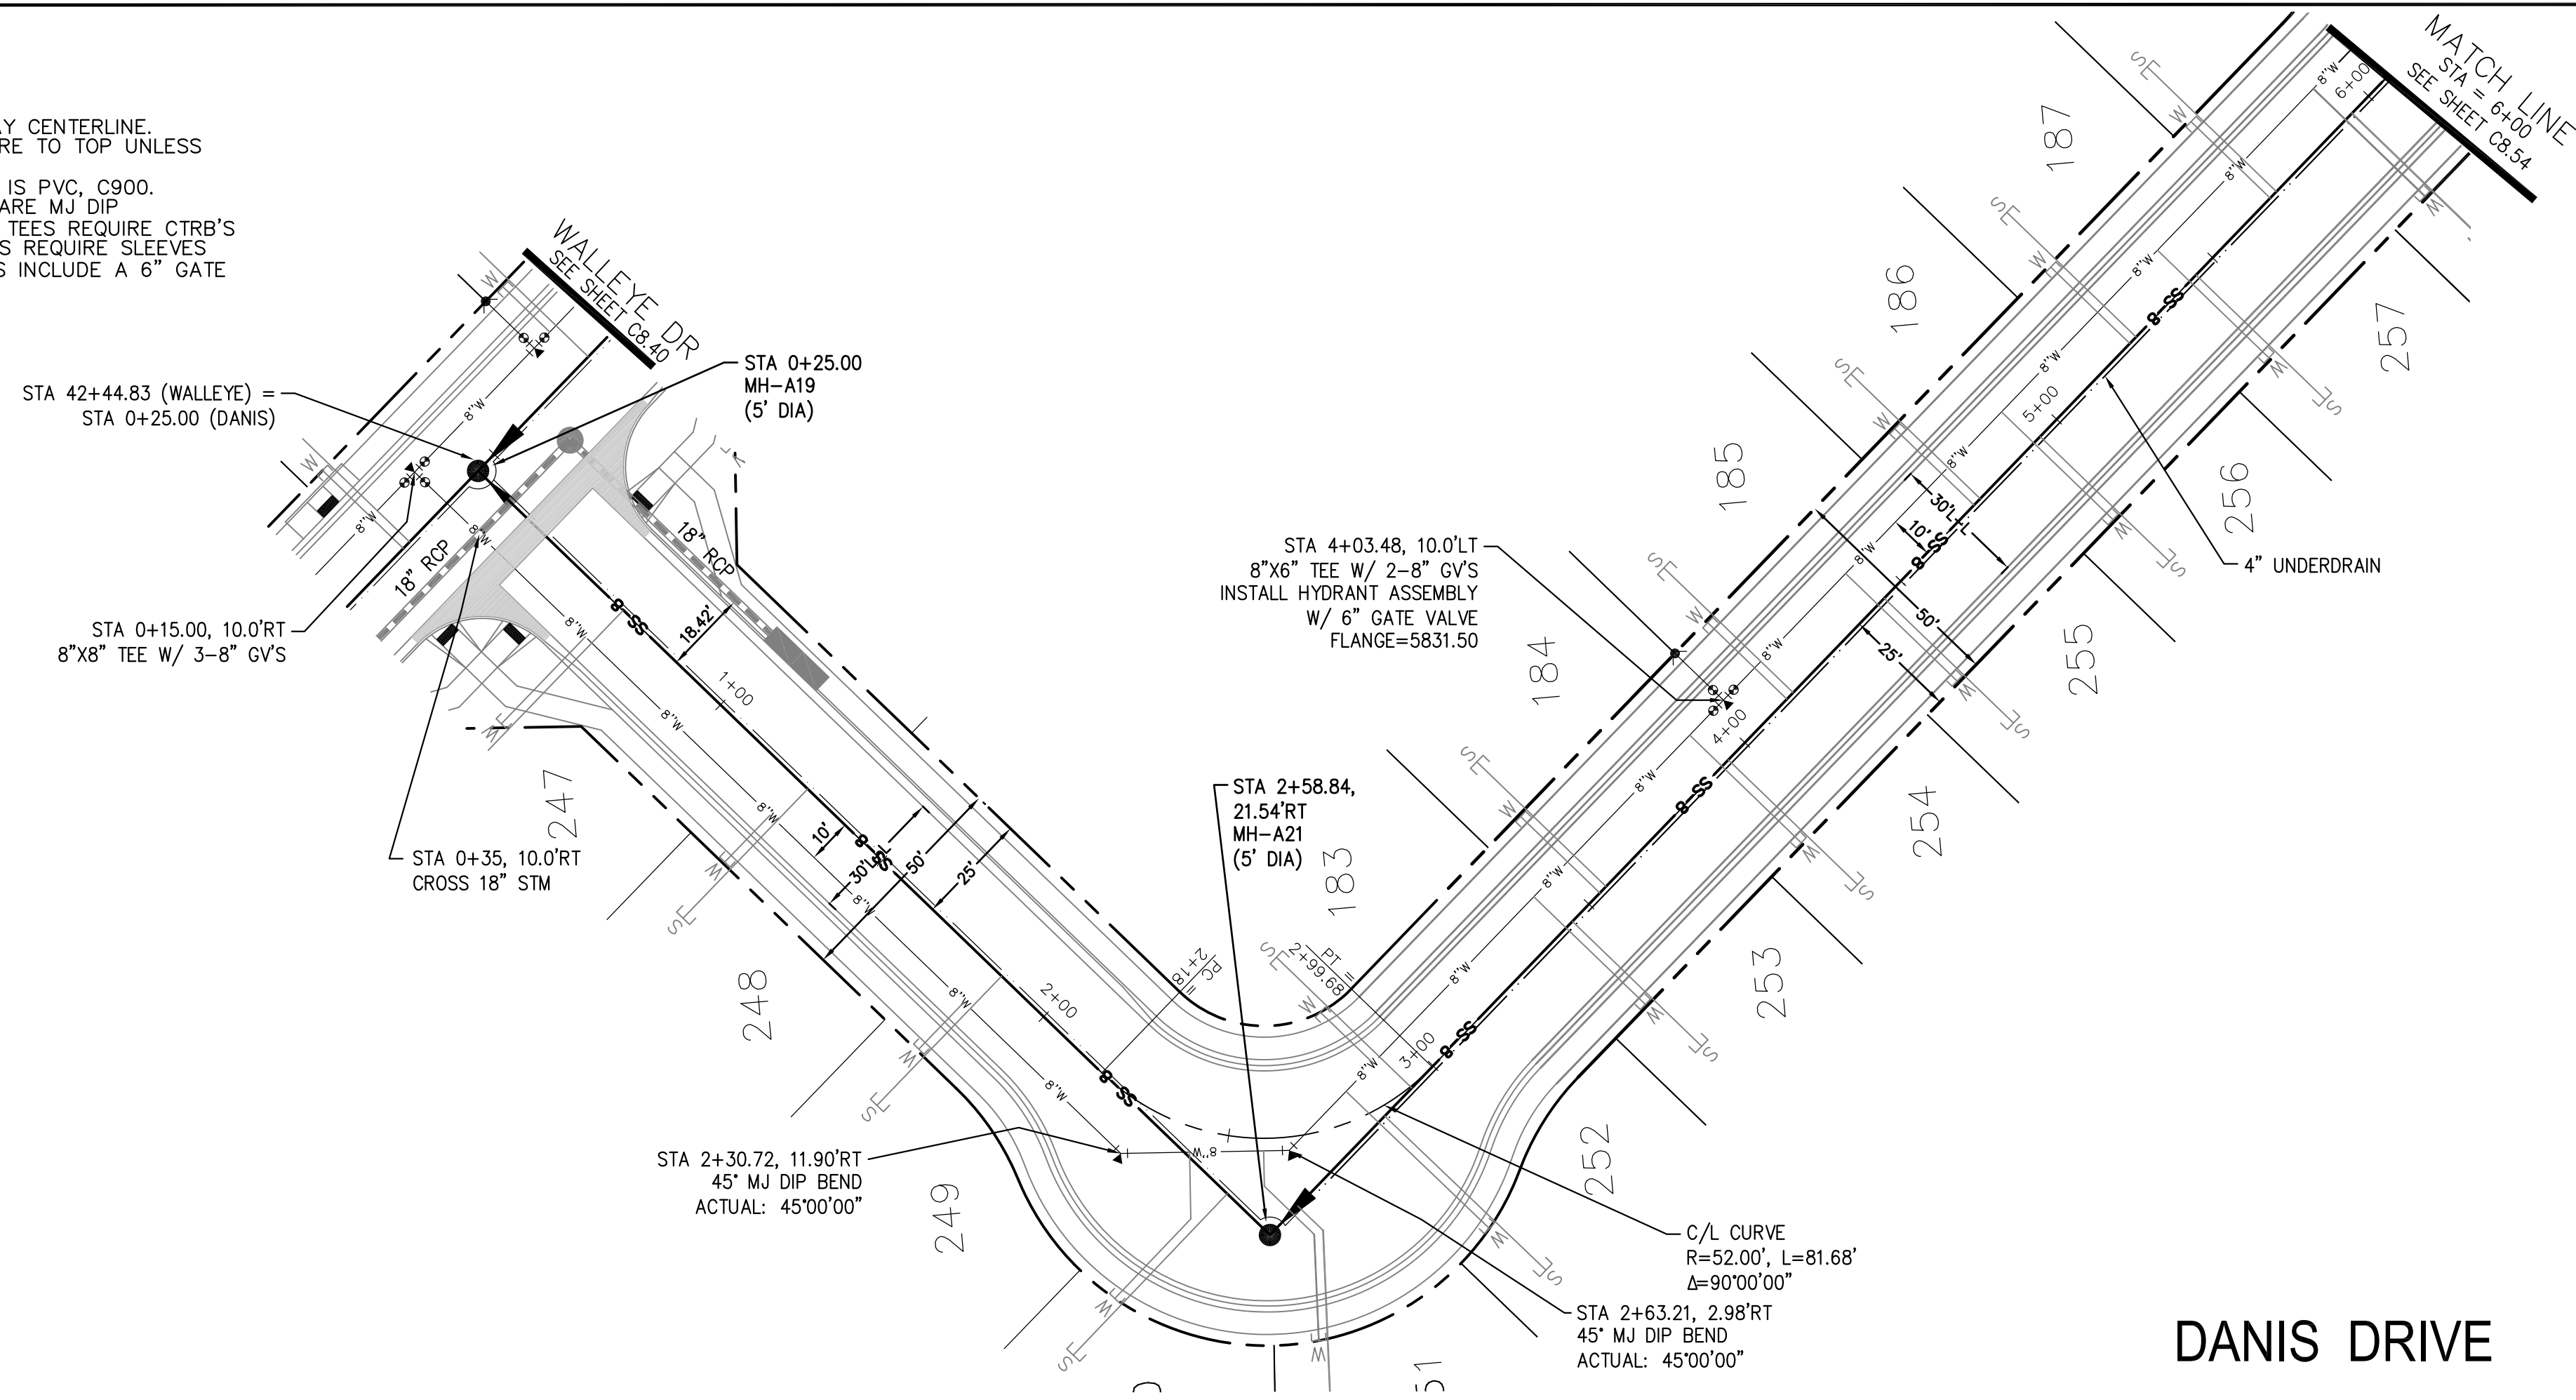 AY CENTERLINE.
RE TO TOP UNLESS
IS PVC, C900.
ARE MJ DIP
TEES REQUIRE CTRB'S
S REQUIRE SLEEVES
S INCLUDE A 6" GATE
WALLEYE DR
SEE SHEET C8.40
STA 42+44.83 (WALLEYE) =
STA 0+25.00 (DANIS)
STA 0+25.00
MH-A19
(5' DIA)
STA 0+15.00, 10.0'RT
8"X8" TEE W/ 3-8" GV'S
18" RCP
18" RCP
STA 0+35, 10.0'RT
CROSS 18" STM
8"W
8-SS
18.42'
1+00
10'
30'L-L
50'
25'
2+00
PC
2+18
=
STA 2+58.84,
21.54'RT
MH-A21
(5' DIA)
PT
2+99.68
=
3+00
STA 2+30.72, 11.90'RT
45° MJ DIP BEND
ACTUAL: 45°00'00"
C/L CURVE
R=52.00', L=81.68'
Δ=90°00'00"
STA 2+63.21, 2.98'RT
45° MJ DIP BEND
ACTUAL: 45°00'00"
STA 4+03.48, 10.0'LT
8"X6" TEE W/ 2-8" GV'S
INSTALL HYDRANT ASSEMBLY
W/ 6" GATE VALVE
FLANGE=5831.50
4+00
30'L-L
10'
50'
25'
5+00
4" UNDERDRAIN
6+00
MATCH LINE
STA = 6+00
SEE SHEET C8.54
183
184
185
186
187
247
248
249
51
252
253
254
255
256
257
DANIS DRIVE